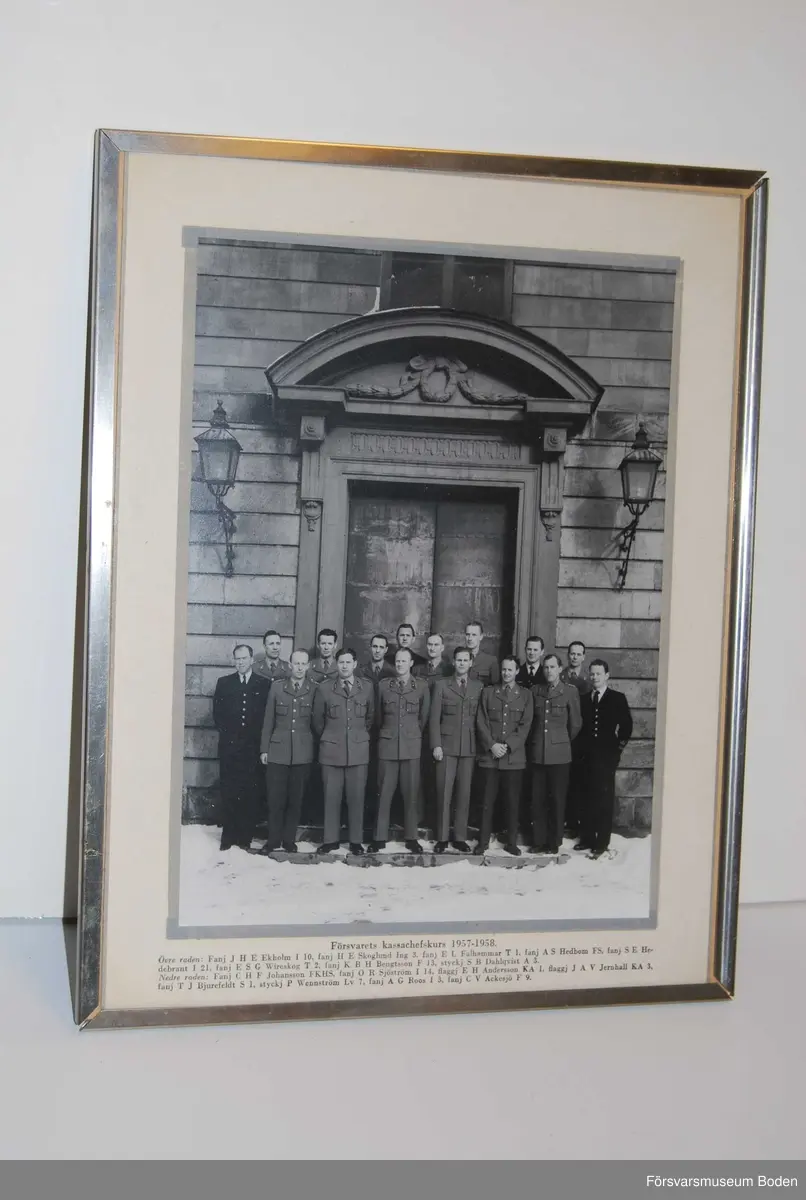 Försvarets kassachefskurs 1957-1958.
Övre raden: Fanj J H E Ekholm I 10, fanj H E Skoglund Ing 3, fanj E L Falhemmar T 1, fanj A S Hedbom FS, fanj S E He-
debrant I 21, fanj E S G Wireskog T 2, fanj K B H Bengtsson F 13, styckj S B Dahlqvist A 3.
Nedre raden: Fanj C H F Johansson FKHS, fanj O R Sjöström I 14, flaggj E H Andersson KA 1, flaggj J A V Jernhall KA 3,
fanj T J Bjurefeldt S 1, styckj P Wennström Lv 7, fanj A G Roos I 3, fanj C V Ackesjö F 9.
Försvarsmuseum Boden